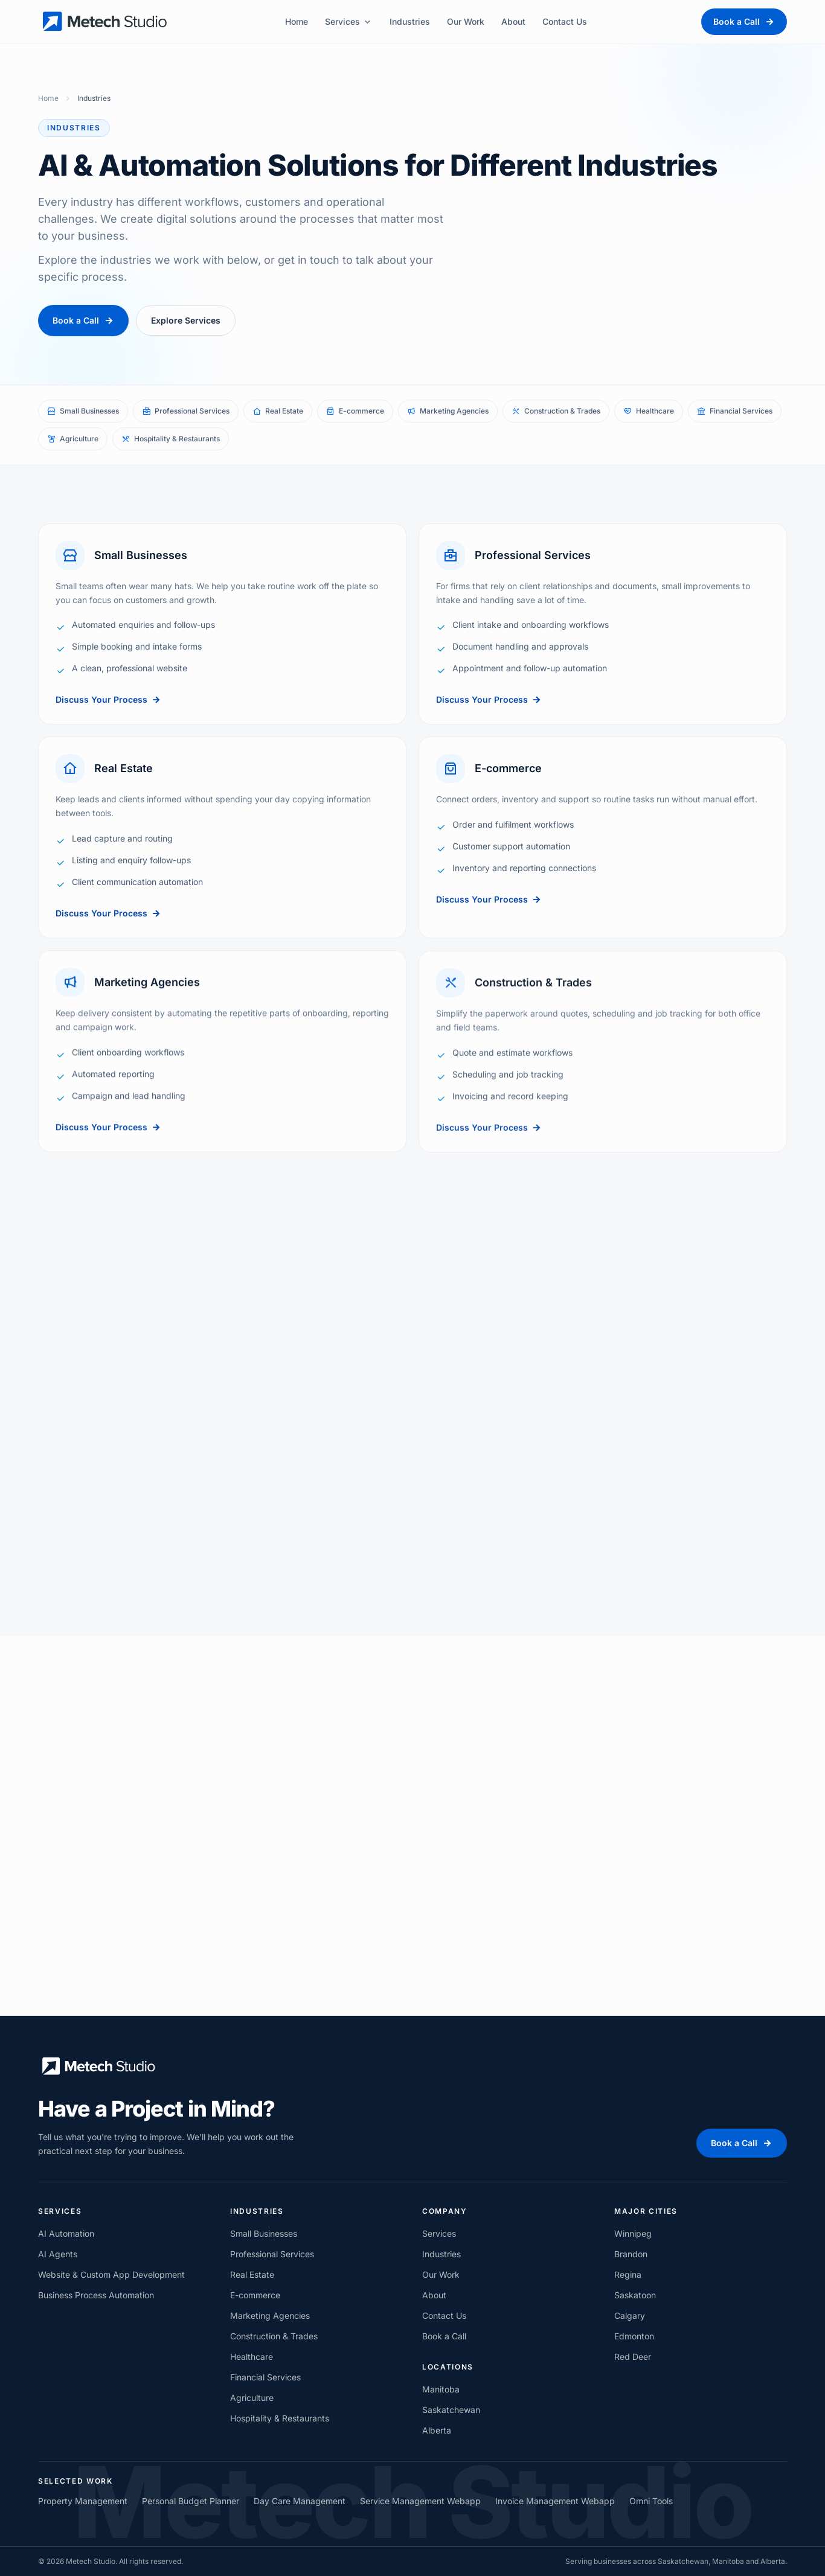 Metech Studio
Home Services Industries Our Work About Contact Us
Book a Call
Home > Industries
INDUSTRIES
AI & Automation Solutions for Different Industries
Every industry has different workflows, customers and operational
challenges. We create digital solutions around the processes that matter most
to your business.
Explore the industries we work with below, or get in touch to talk about your
specific process.
Book a Call
Explore Services
Small Businesses Professional Services Real Estate E-commerce Marketing Agencies Construction & Trades Healthcare Financial Services
Agriculture Hospitality & Restaurants
Small Businesses
Small teams often wear many hats. We help you take routine work off the plate so
you can focus on customers and growth.
Automated enquiries and follow-ups
Simple booking and intake forms
A clean, professional website
Discuss Your Process
Professional Services
For firms that rely on client relationships and documents, small improvements to
intake and handling save a lot of time.
Client intake and onboarding workflows
Document handling and approvals
Appointment and follow-up automation
Discuss Your Process
Real Estate
Keep leads and clients informed without spending your day copying information
between tools.
Lead capture and routing
Listing and enquiry follow-ups
Client communication automation
Discuss Your Process
E-commerce
Connect orders, inventory and support so routine tasks run without manual effort.
Order and fulfilment workflows
Customer support automation
Inventory and reporting connections
Discuss Your Process
Marketing Agencies
Keep delivery consistent by automating the repetitive parts of onboarding, reporting
and campaign work.
Client onboarding workflows
Automated reporting
Campaign and lead handling
Discuss Your Process
Construction & Trades
Simplify the paperwork around quotes, scheduling and job tracking for both office
and field teams.
Quote and estimate workflows
Scheduling and job tracking
Invoicing and record keeping
Discuss Your Process
Metech Studio
Have a Project in Mind?
Tell us what you're trying to improve. We'll help you work out the
practical next step for your business.
Book a Call
SERVICES
AI Automation
AI Agents
Website & Custom App Development
Business Process Automation
INDUSTRIES
Small Businesses
Professional Services
Real Estate
E-commerce
Marketing Agencies
Construction & Trades
Healthcare
Financial Services
Agriculture
Hospitality & Restaurants
COMPANY
Services
Industries
Our Work
About
Contact Us
Book a Call
LOCATIONS
Manitoba
Saskatchewan
Alberta
MAJOR CITIES
Winnipeg
Brandon
Regina
Saskatoon
Calgary
Edmonton
Red Deer
SELECTED WORK
Property Management Personal Budget Planner Day Care Management Service Management Webapp Invoice Management Webapp Omni Tools
Metech Studio
© 2026 Metech Studio. All rights reserved.
Serving businesses across Saskatchewan, Manitoba and Alberta.